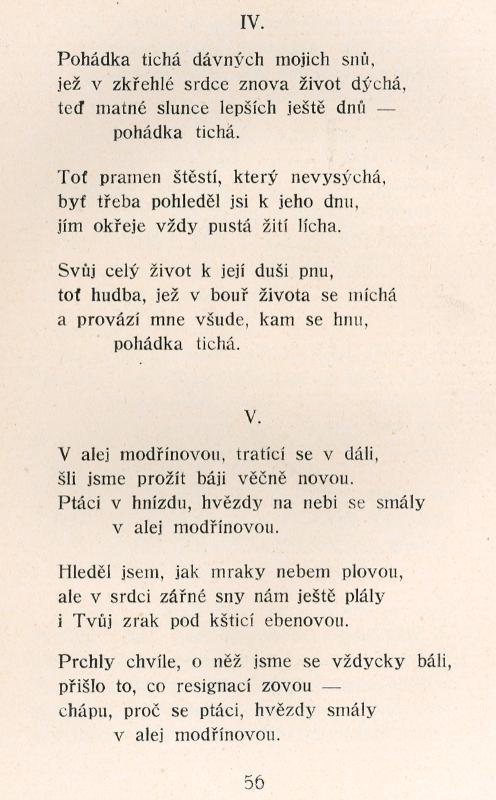 IV.
Pohádka tichá dávných mojich snů,
jež v zkřehlé srdce znova život dýchá,
teď matné slunce lepších ještě dnů —
pohádka tichá.
Toť pramen štěstí, který nevysýchá,
byť třeba pohleděl jsi k jeho dnu,
jím okřeje vždy pustá žití lícha.
Svůj celý život k její duši pnu,
toť hudba, jež v bouř života se míchá
a provází mne všude, kam se hnu,
pohádka tichá.
V.
V alej modřínovou, tratící se v dáli,
šli jsme prožít báji věčně novou.
Ptáci v hnízdu, hvězdy na nebi se smály
v alej modřínovou.
Hleděl jsem, jak mraky nebem plovou,
ale v srdci zářné sny nám ještě plály
i Tvůj zrak pod kšticí ebenovou.
Prchly chvíle, o něž jsme se vždycky báli,
přišlo to, co resignací zovou —
chápu, proč se ptáci, hvězdy smály
v alej modřínovou.
56